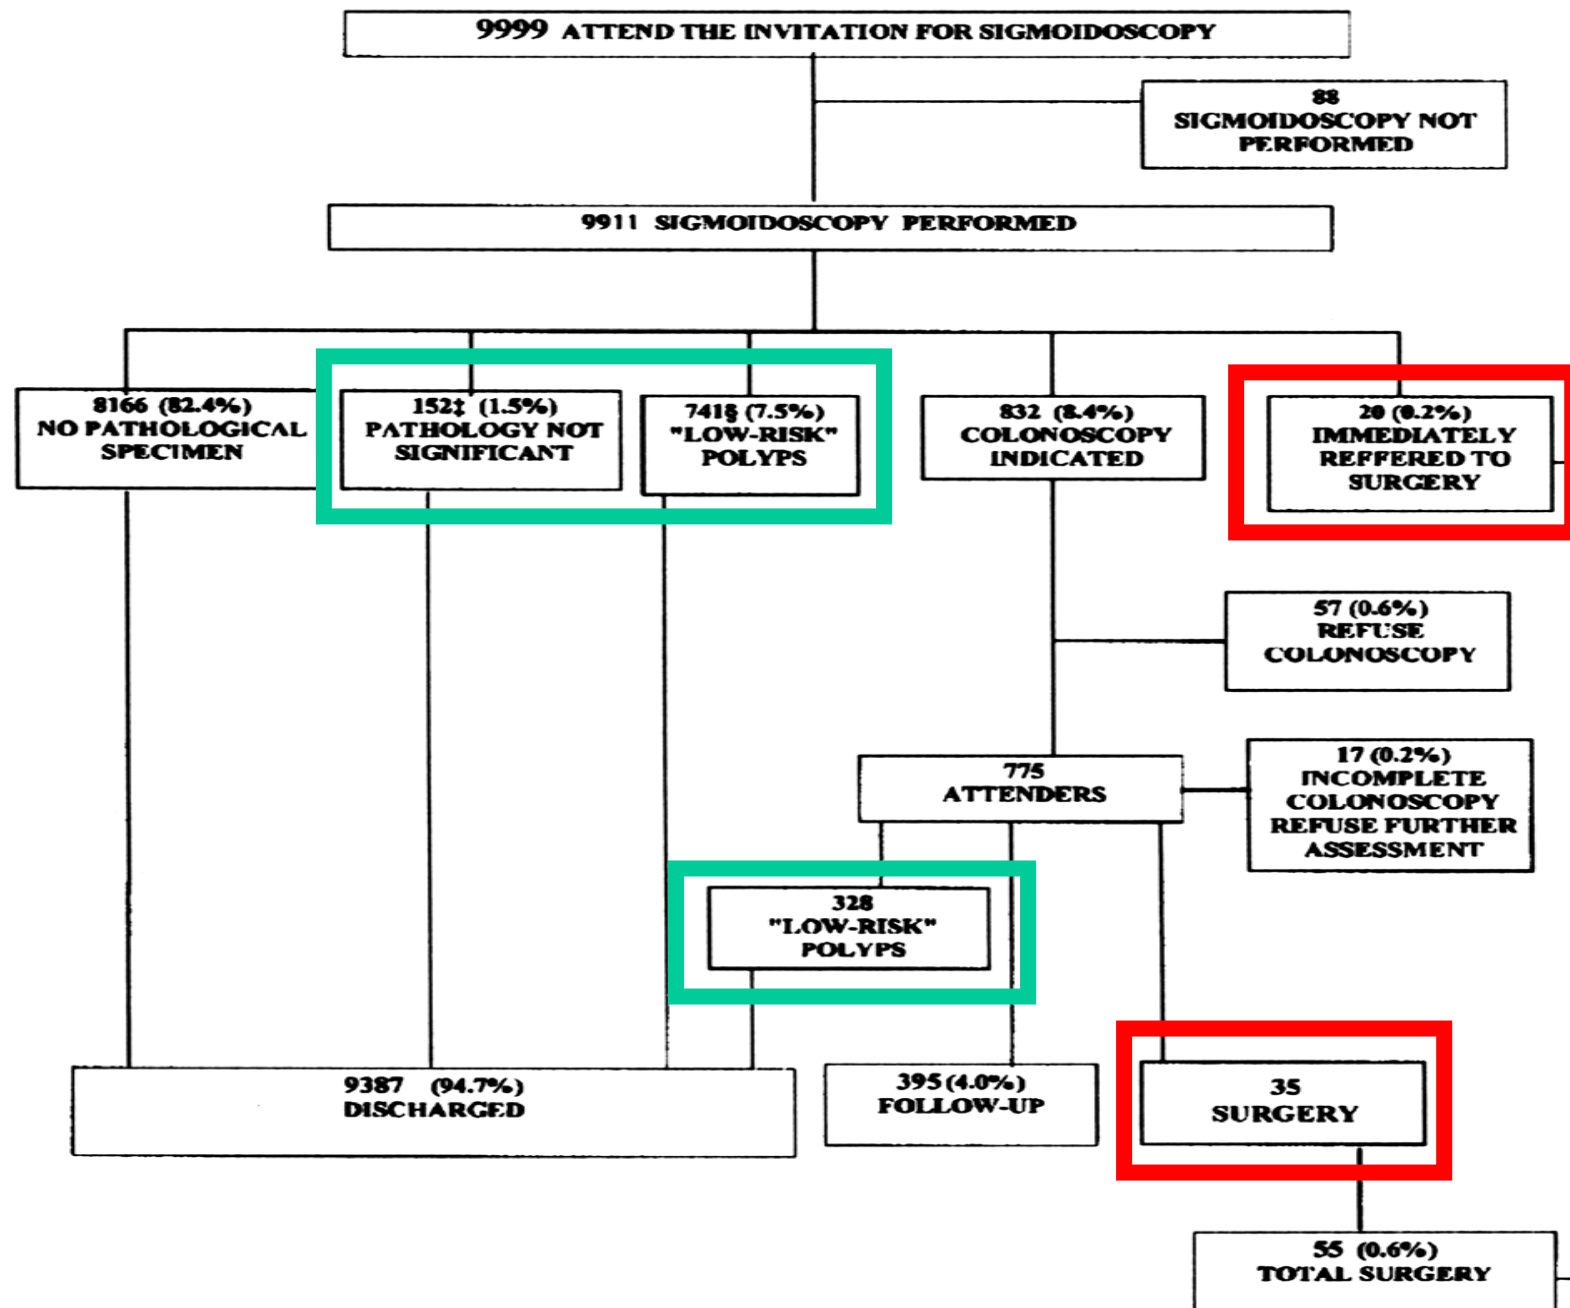 9999 ATTEND THE INVITATION FOR SIGMOIDOSCOPY
88
SIGMOIDOSCOPY NOT
PERFORMED
9911 SIGMOIDOSCOPY PERFORMED
8166 (82.4%)
NO PATHOLOGICAL
SPECIMEN
152‡ (1.5%)
PATHOLOGY NOT
SIGNIFICANT
741§ (7.5%)
"LOW-RISK"
POLYPS
832 (8.4%)
COLONOSCOPY
INDICATED
20 (0.2%)
IMMEDIATELY
REFFERED TO
SURGERY
57 (0.6%)
REFUSE
COLONOSCOPY
775
ATTENDERS
17 (0.2%)
INCOMPLETE
COLONOSCOPY
REFUSE FURTHER
ASSESSMENT
328
"LOW-RISK"
POLYPS
9387 (94.7%)
DISCHARGED
395 (4.0%)
FOLLOW-UP
35
SURGERY
55 (0.6%)
TOTAL SURGERY